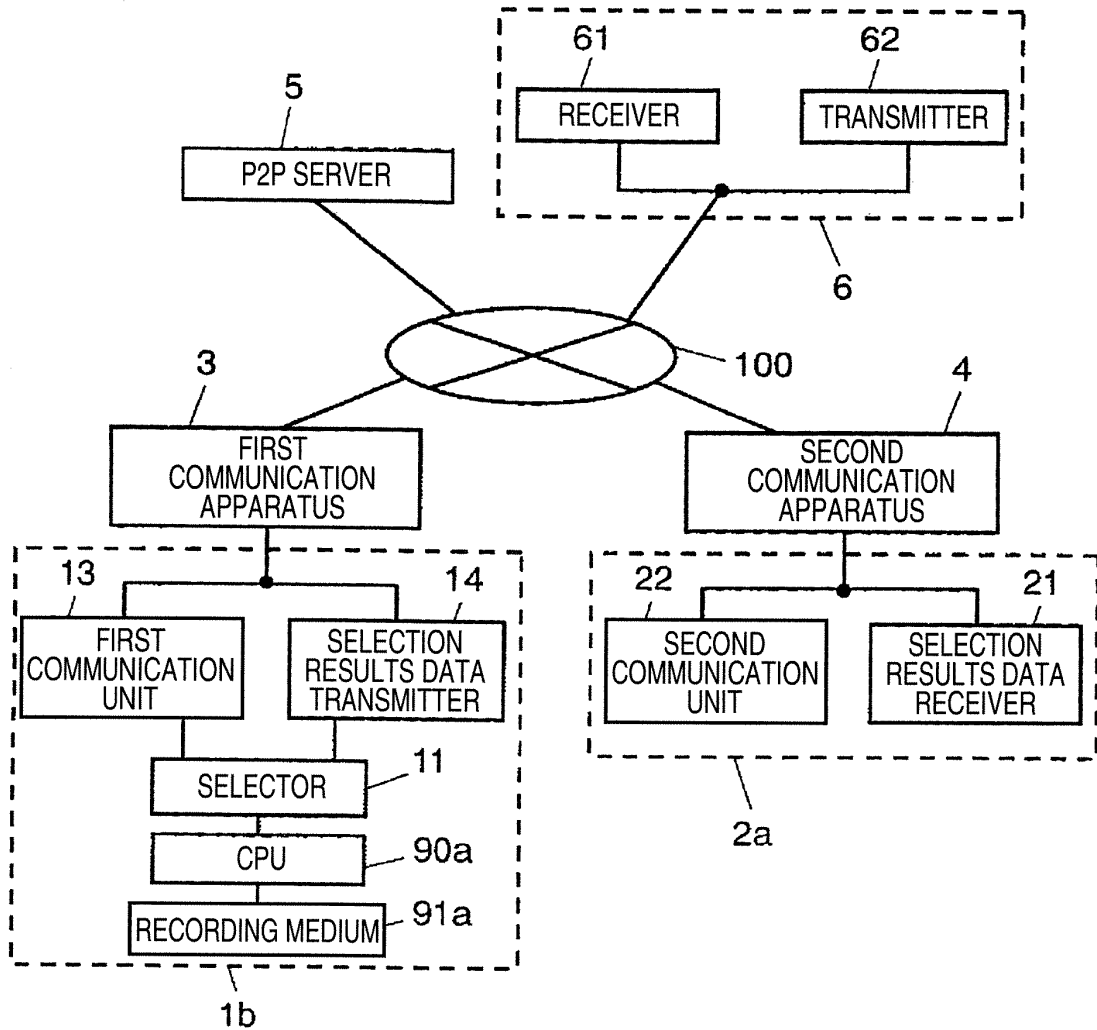 61
62
RECEIVER
TRANSMITTER
5
P2P SERVER
6
100
3
4
FIRST
COMMUNICATION
APPARATUS
SECOND
COMMUNICATION
APPARATUS
13
14
FIRST
COMMUNICATION
UNIT
SELECTION
RESULTS DATA
TRANSMITTER
22
21
SECOND
COMMUNICATION
UNIT
SELECTION
RESULTS DATA
RECEIVER
11
SELECTOR
2a
CPU
90a
RECORDING MEDIUM
91a
1b